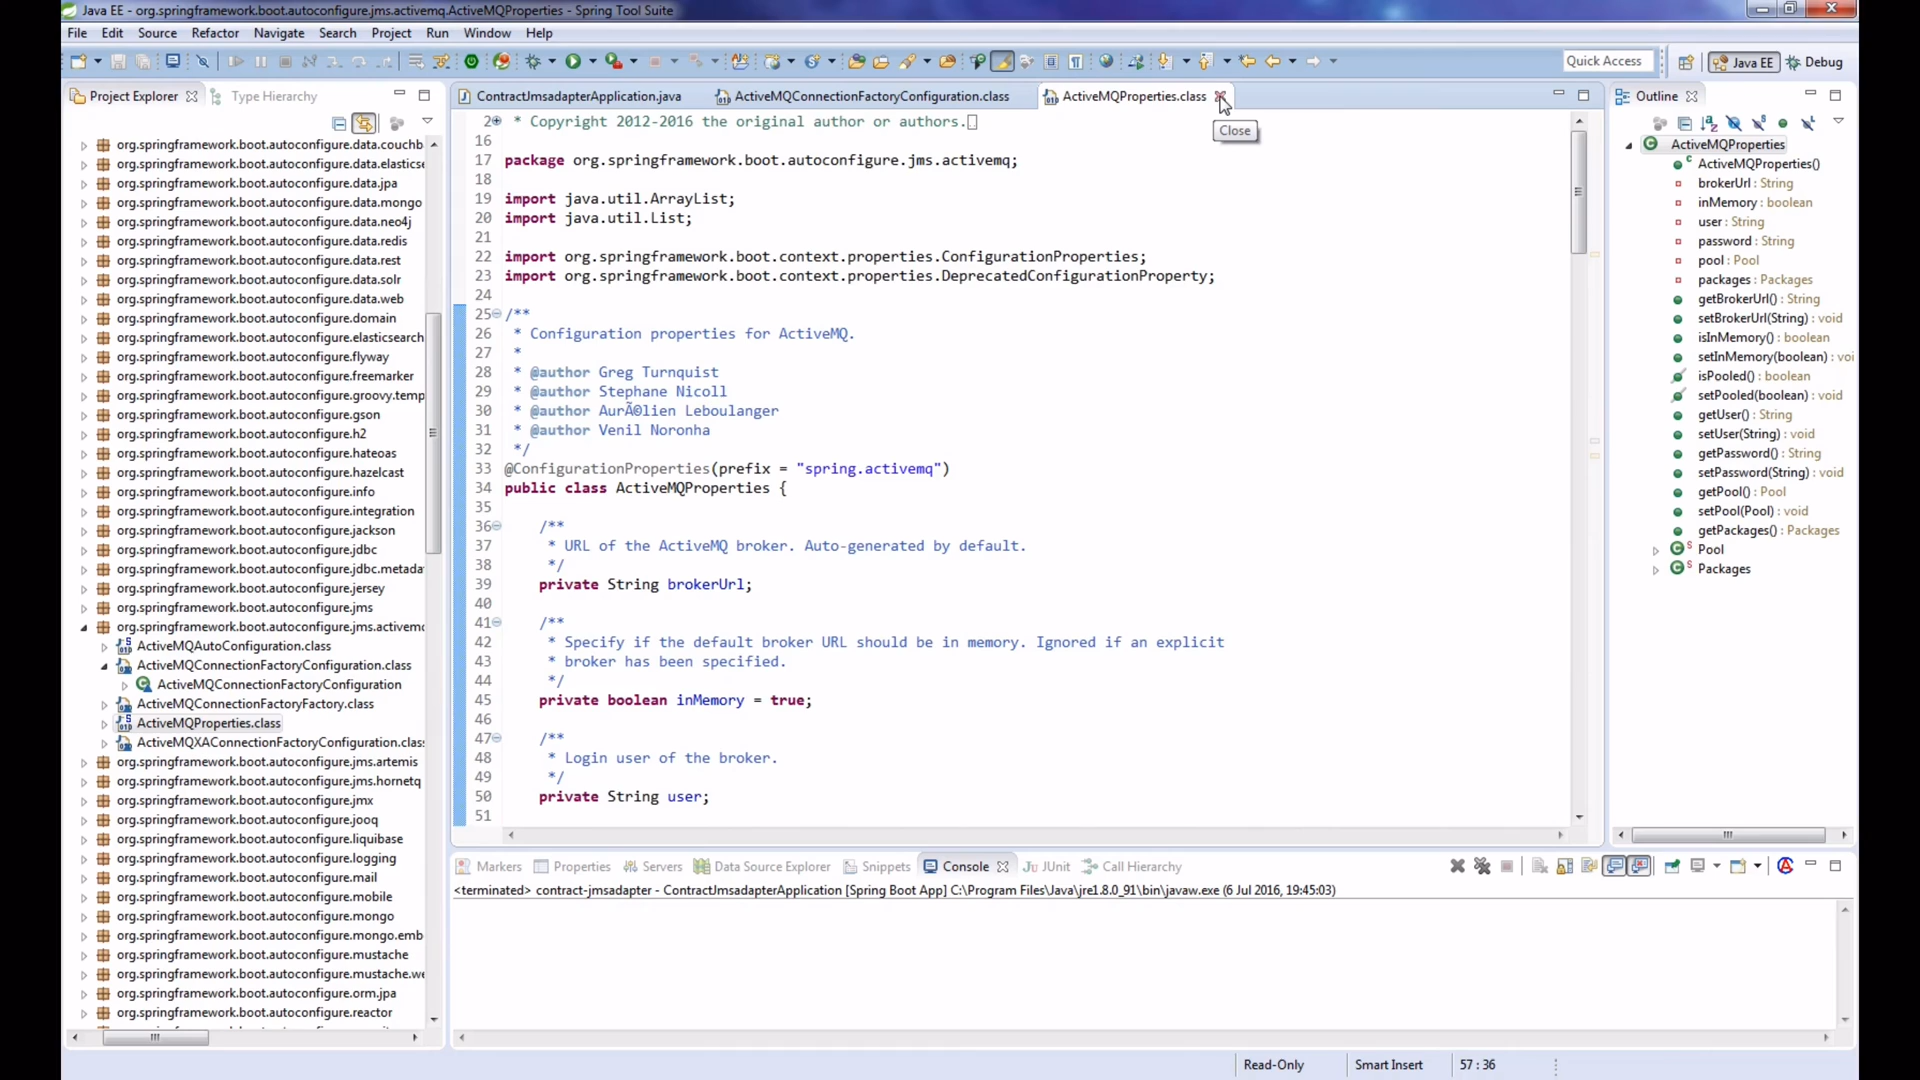 Java EE - org.springframework.boot.autoconfigure.jms.activemq.ActiveMQProperties - Spring Tool Suite
File Edit Source Refactor Navigate Search Project Run Window Help
Quick Access Java EE Debug
Project Explorer Type Hierarchy
org.springframework.boot.autoconfigure.data.couchb
org.springframework.boot.autoconfigure.data.elastics
org.springframework.boot.autoconfigure.data.jpa
org.springframework.boot.autoconfigure.data.mongo
org.springframework.boot.autoconfigure.data.neo4j
org.springframework.boot.autoconfigure.data.redis
org.springframework.boot.autoconfigure.data.rest
org.springframework.boot.autoconfigure.data.solr
org.springframework.boot.autoconfigure.data.web
org.springframework.boot.autoconfigure.domain
org.springframework.boot.autoconfigure.elasticsearch
org.springframework.boot.autoconfigure.flyway
org.springframework.boot.autoconfigure.freemarker
org.springframework.boot.autoconfigure.groovy.temp
org.springframework.boot.autoconfigure.gson
org.springframework.boot.autoconfigure.h2
org.springframework.boot.autoconfigure.hateoas
org.springframework.boot.autoconfigure.hazelcast
org.springframework.boot.autoconfigure.info
org.springframework.boot.autoconfigure.integration
org.springframework.boot.autoconfigure.jackson
org.springframework.boot.autoconfigure.jdbc
org.springframework.boot.autoconfigure.jdbc.metadat
org.springframework.boot.autoconfigure.jersey
org.springframework.boot.autoconfigure.jms
org.springframework.boot.autoconfigure.jms.activemq
ActiveMQAutoConfiguration.class
ActiveMQConnectionFactoryConfiguration.class
ActiveMQConnectionFactoryConfiguration
ActiveMQConnectionFactoryFactory.class
ActiveMQProperties.class
ActiveMQXAConnectionFactoryConfiguration.class
org.springframework.boot.autoconfigure.jms.artemis
org.springframework.boot.autoconfigure.jms.hornetq
org.springframework.boot.autoconfigure.jmx
org.springframework.boot.autoconfigure.jooq
org.springframework.boot.autoconfigure.liquibase
org.springframework.boot.autoconfigure.logging
org.springframework.boot.autoconfigure.mail
org.springframework.boot.autoconfigure.mobile
org.springframework.boot.autoconfigure.mongo
org.springframework.boot.autoconfigure.mongo.emb
org.springframework.boot.autoconfigure.mustache
org.springframework.boot.autoconfigure.mustache.we
org.springframework.boot.autoconfigure.orm.jpa
org.springframework.boot.autoconfigure.reactor
ContractJmsadapterApplication.java ActiveMQConnectionFactoryConfiguration.class ActiveMQProperties.class
Close
2 * Copyright 2012-2016 the original author or authors.
16
17 package org.springframework.boot.autoconfigure.jms.activemq;
18
19 import java.util.ArrayList;
20 import java.util.List;
21
22 import org.springframework.boot.context.properties.ConfigurationProperties;
23 import org.springframework.boot.context.properties.DeprecatedConfigurationProperty;
24
25 /**
26 * Configuration properties for ActiveMQ.
27 *
28 * @author Greg Turnquist
29 * @author Stephane Nicoll
30 * @author AurÃ©lien Leboulanger
31 * @author Venil Noronha
32 */
33 @ConfigurationProperties(prefix = "spring.activemq")
34 public class ActiveMQProperties {
35
36 /**
37 * URL of the ActiveMQ broker. Auto-generated by default.
38 */
39 private String brokerUrl;
40
41 /**
42 * Specify if the default broker URL should be in memory. Ignored if an explicit
43 * broker has been specified.
44 */
45 private boolean inMemory = true;
46
47 /**
48 * Login user of the broker.
49 */
50 private String user;
51
Outline
ActiveMQProperties
ActiveMQProperties()
brokerUrl : String
inMemory : boolean
user : String
password : String
pool : Pool
packages : Packages
getBrokerUrl() : String
setBrokerUrl(String) : void
isInMemory() : boolean
setInMemory(boolean) : voi
isPooled() : boolean
setPooled(boolean) : void
getUser() : String
setUser(String) : void
getPassword() : String
setPassword(String) : void
getPool() : Pool
setPool(Pool) : void
getPackages() : Packages
Pool
Packages
Markers Properties Servers Data Source Explorer Snippets Console JUnit Call Hierarchy
<terminated> contract-jmsadapter - ContractJmsadapterApplication [Spring Boot App] C:\Program Files\Java\jre1.8.0_91\bin\javaw.exe (6 Jul 2016, 19:45:03)
Read-Only Smart Insert 57 : 36